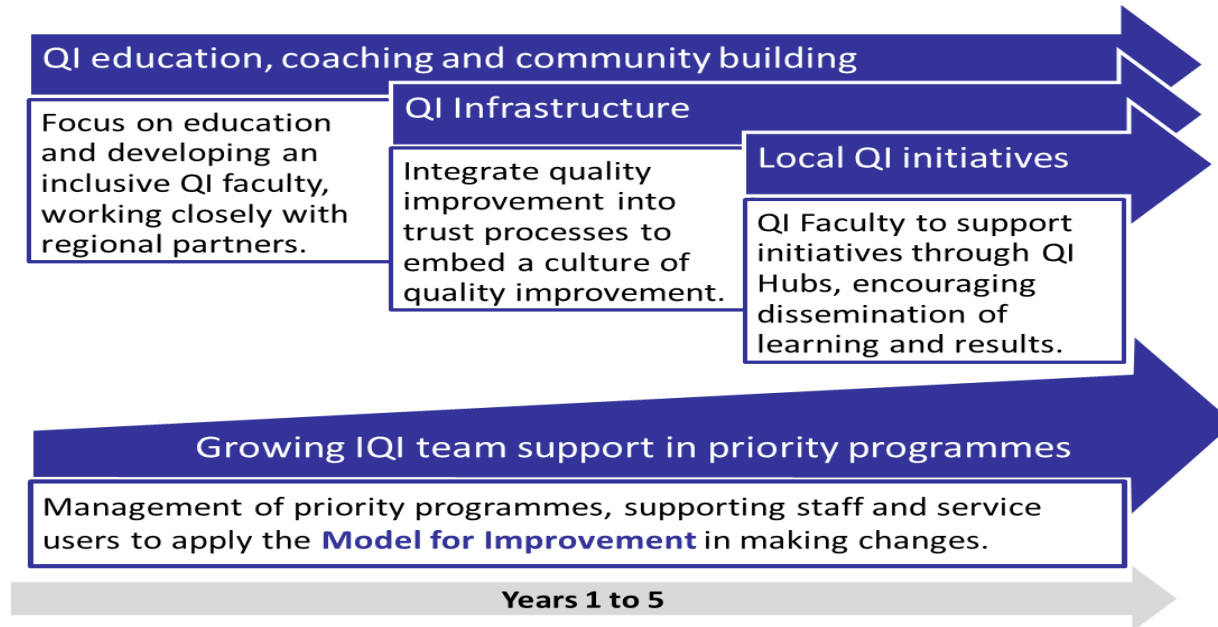 QI education, coaching and community building
Focus on education
and developing an
inclusive QI faculty,
working closely with
regional partners.
QI Infrastructure
Integrate quality
improvement into
trust processes to
embed a culture of
quality improvement.
Local QI initiatives
QI Faculty to support
initiatives through QI
Hubs, encouraging
dissemination of
learning and results.
Growing IQI team support in priority programmes
Management of priority programmes, supporting staff and service
users to apply the Model for Improvement in making changes.
Years 1 to 5